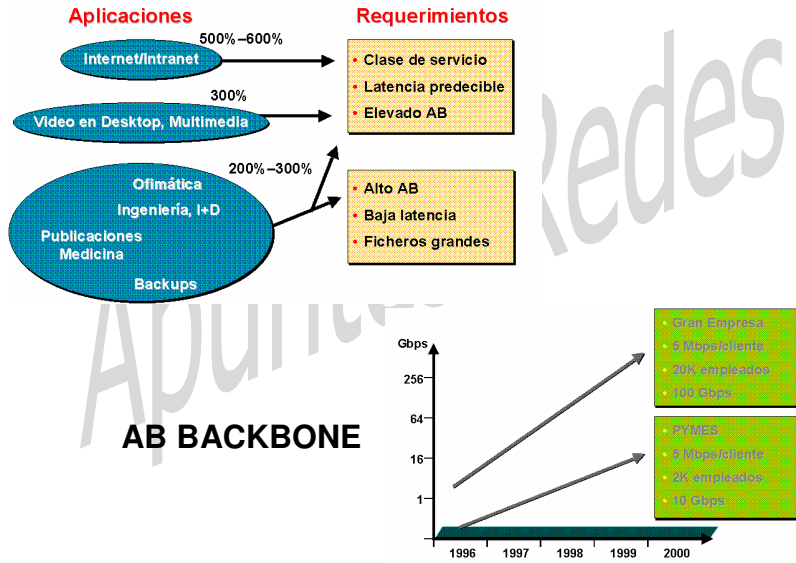 Aplicaciones
Requerimientos
500%–600%
Internet/Intranet
• Clase de servicio
• Latencia predecible
• Elevado AB
300%
Video en Desktop, Multimedia
200%–300%
Ofimática
Ingeniería, I+D
Publicaciones
Medicina
Backups
• Alto AB
• Baja latencia
• Ficheros grandes
Redes
Apuntes
AB BACKBONE
Gbps
256
64
16
1
1996
1997
1998
1999
2000
• Gran Empresa
• 5 Mbps/cliente
• 20K empleados
• 100 Gbps
• PYMES
• 5 Mbps/cliente
• 2K empleados
• 10 Gbps